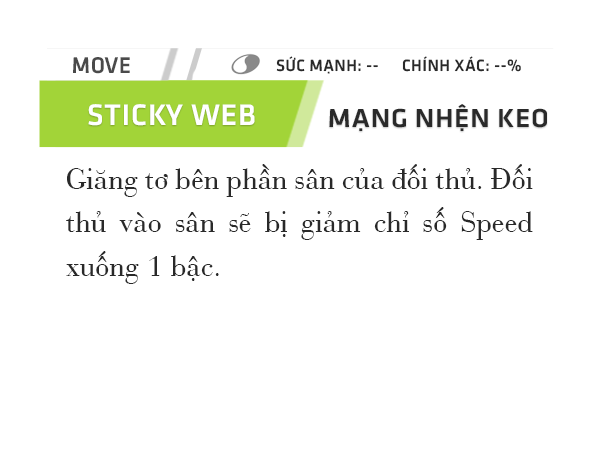 MOVE SỨC MẠNH: -- CHÍNH XÁC: --%
STICKY WEB MẠNG NHỆN KEO
Giăng tơ bên phần sân của đối thủ. Đối
thủ vào sân sẽ bị giảm chỉ số Speed
xuống 1 bậc.